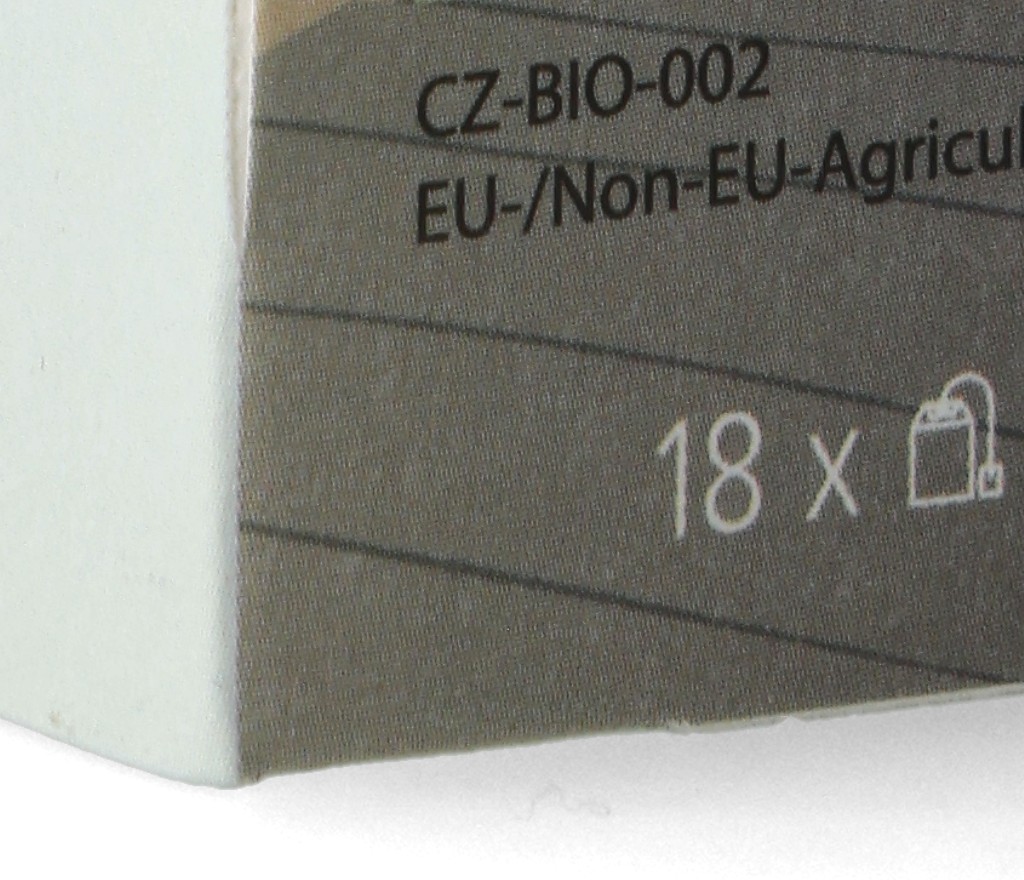 CZ-BIO-002
EU-/Non-EU-Agricul
18 x